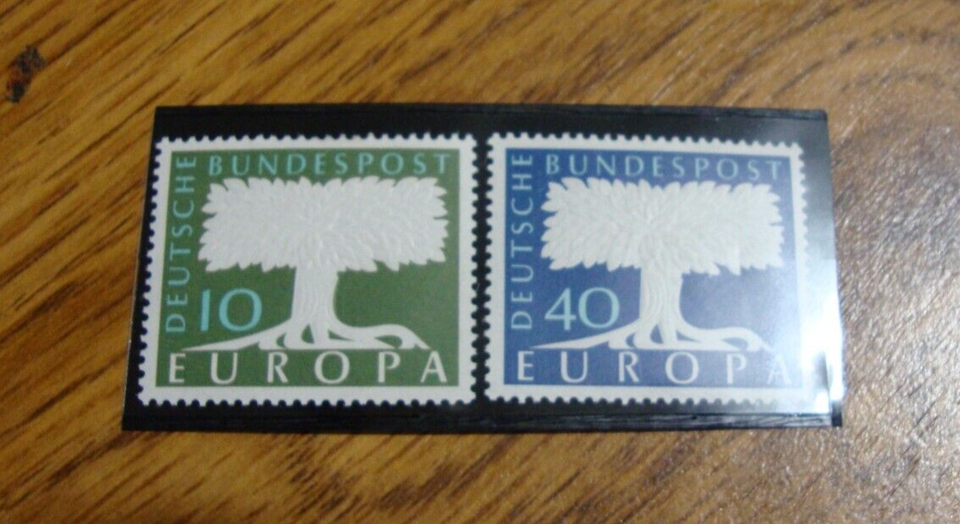 DEUTSCHE
BUNDESPOST
10
EUROPA
DEUTSCHE
BUNDESPOST
40
EUROPA